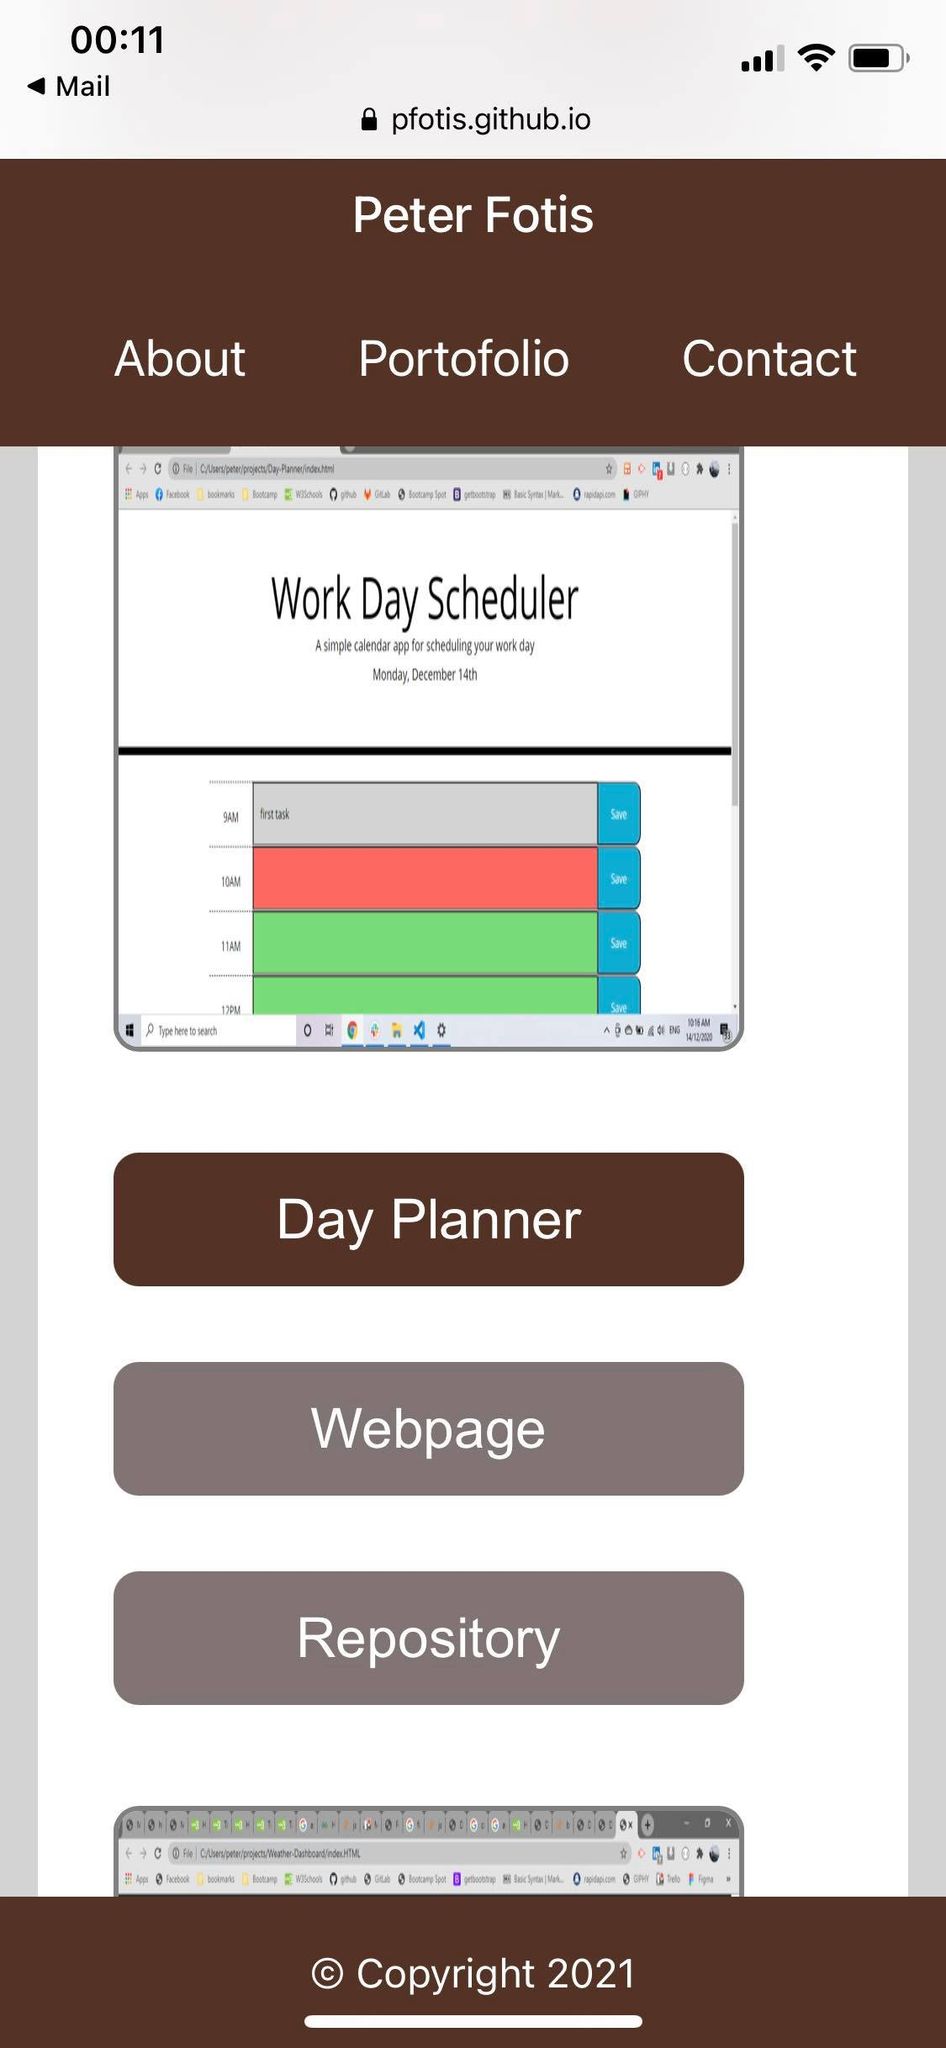 00:11
Mail
pfotis.github.io
Peter Fotis
About Portofolio Contact
File C:/Users/peter/projects/Day-Planner/index.html
Apps Facebook bookmarks Bootcamp W3Schools github GitLab Bootcamp Spot getbootstrap Basic Syntax | Mark... rapidapi.com GIPHY
Work Day Scheduler
A simple calendar app for scheduling your work day
Monday, December 14th
9AM first task Save
10AM Save
11AM Save
12PM Save
Type here to search ENG 10:16 AM
14/12/2020
Day Planner
Webpage
Repository
File C:/Users/peter/projects/Weather-Dashboard/index.HTML
Apps Facebook bookmarks Bootcamp W3Schools github GitLab Bootcamp Spot getbootstrap Basic Syntax | Mark... rapidapi.com GIPHY Trello Figma »
© Copyright 2021